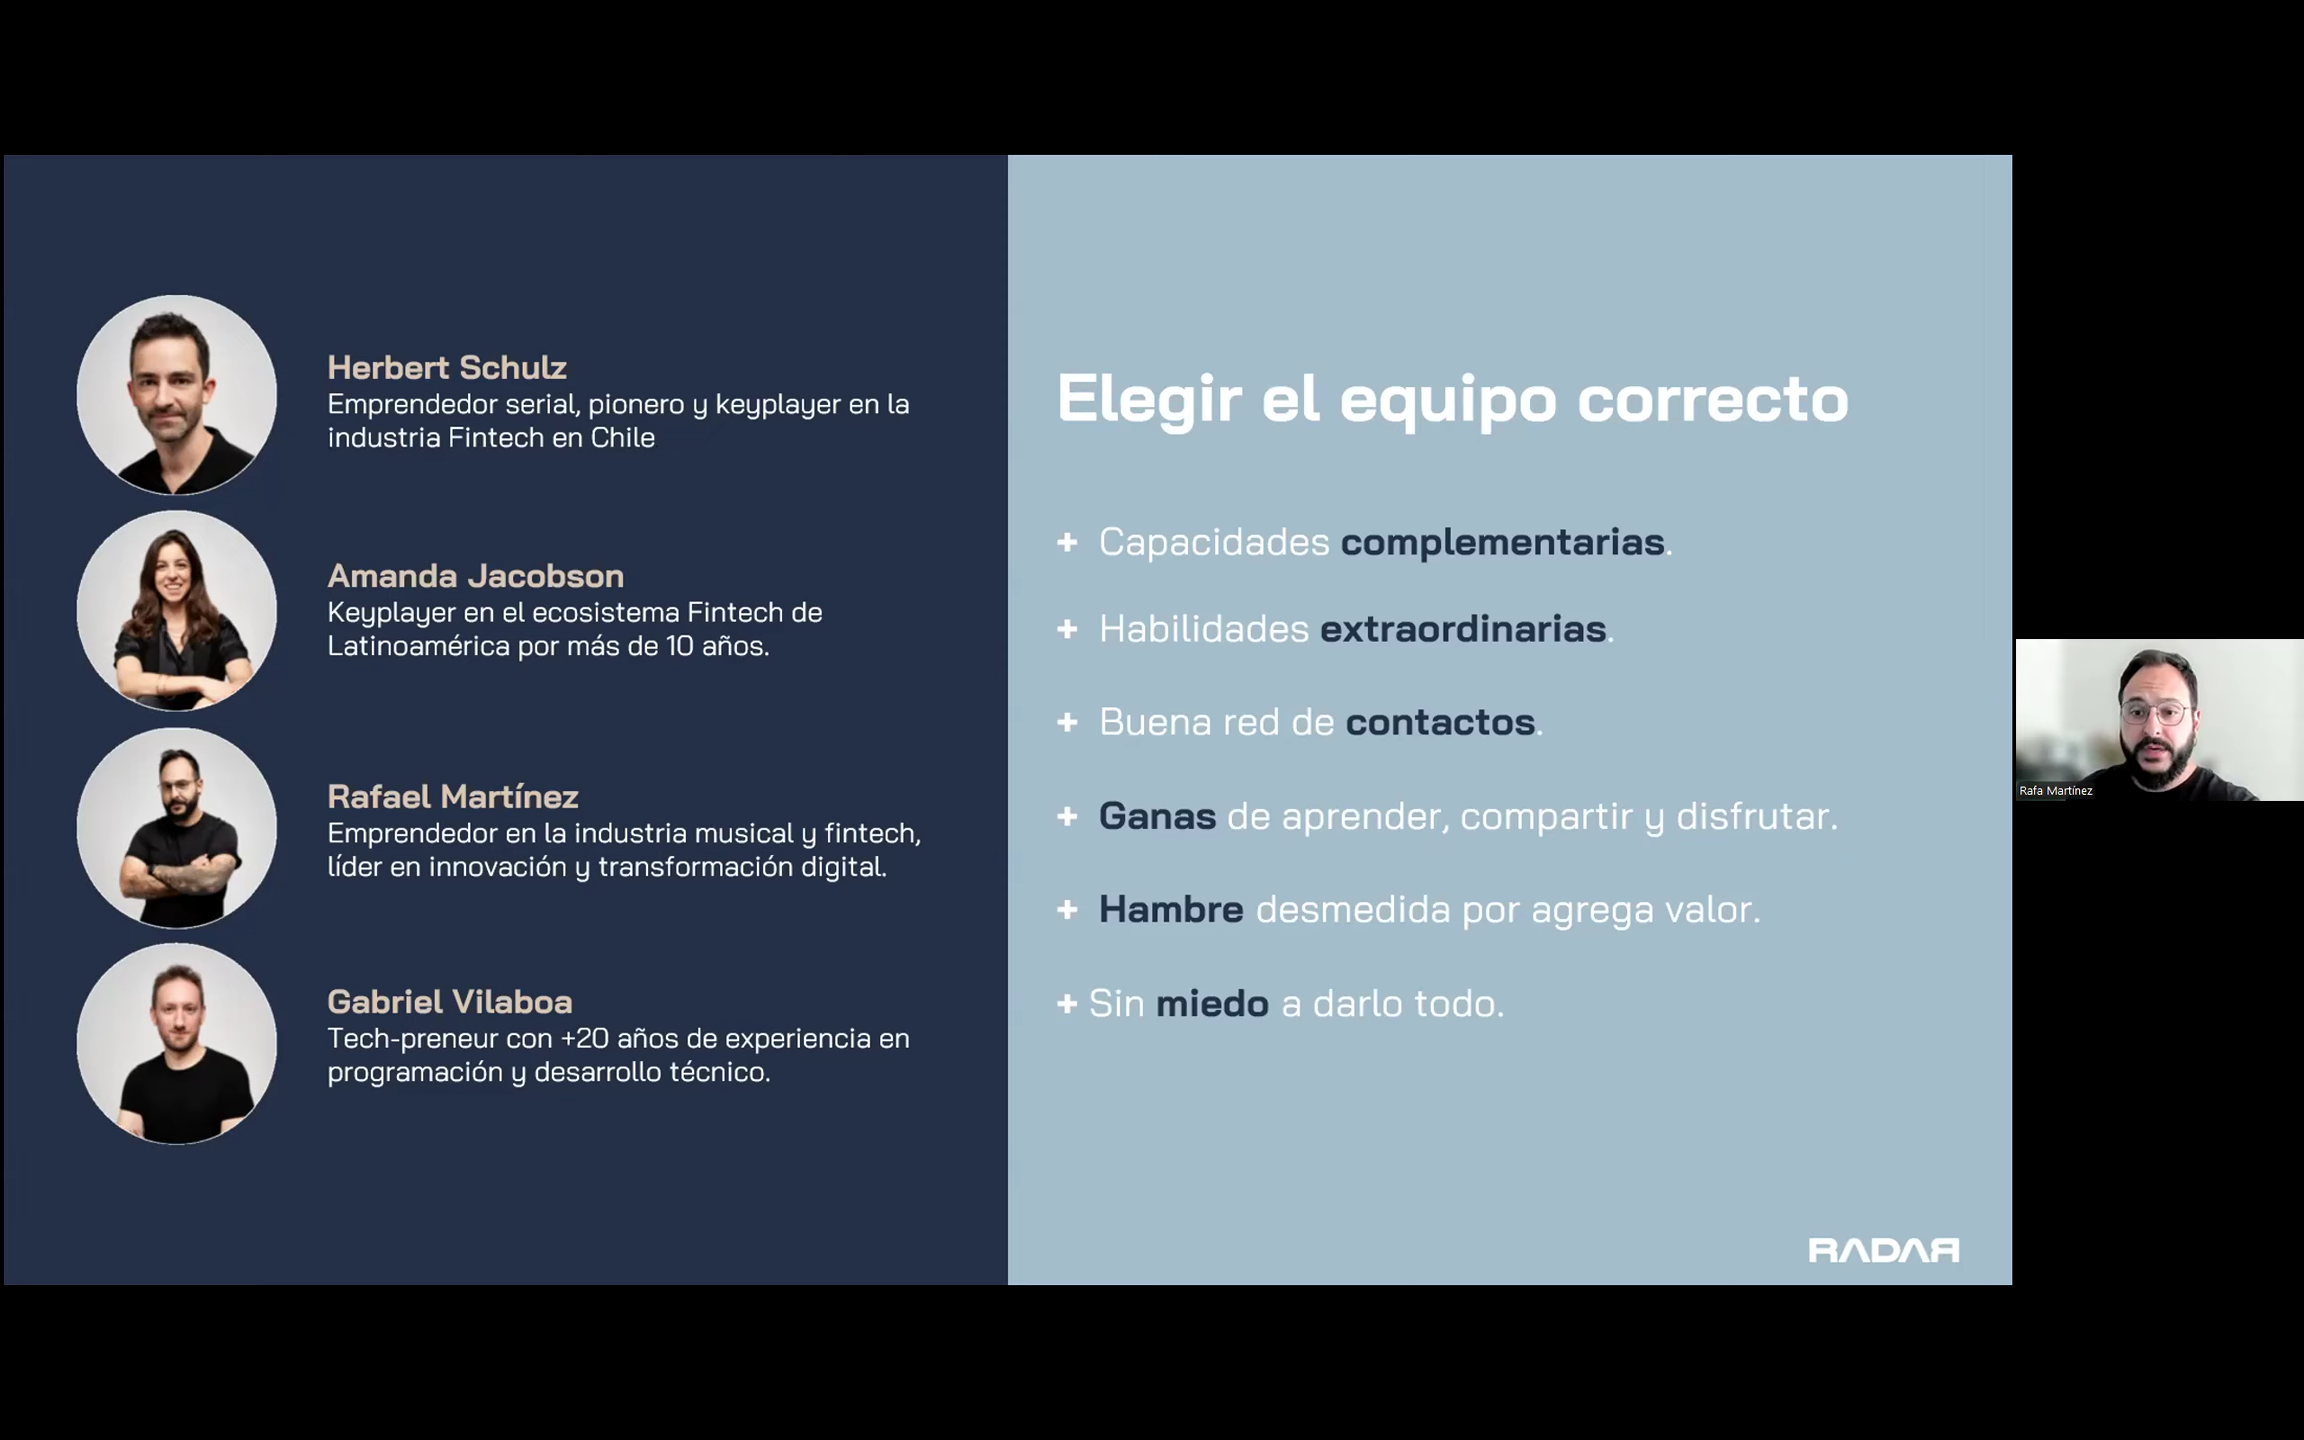 Herbert Schulz
Emprendedor serial, pionero y keyplayer en la
industria Fintech en Chile
Amanda Jacobson
Keyplayer en el ecosistema Fintech de
Latinoamérica por más de 10 años.
Rafael Martínez
Emprendedor en la industria musical y fintech,
líder en innovación y transformación digital.
Gabriel Vilaboa
Tech-preneur con +20 años de experiencia en
programación y desarrollo técnico.
Elegir el equipo correcto
+ Capacidades complementarias.
+ Habilidades extraordinarias.
+ Buena red de contactos.
+ Ganas de aprender, compartir y disfrutar.
+ Hambre desmedida por agrega valor.
+ Sin miedo a darlo todo.
RADAR
Rafa Martínez